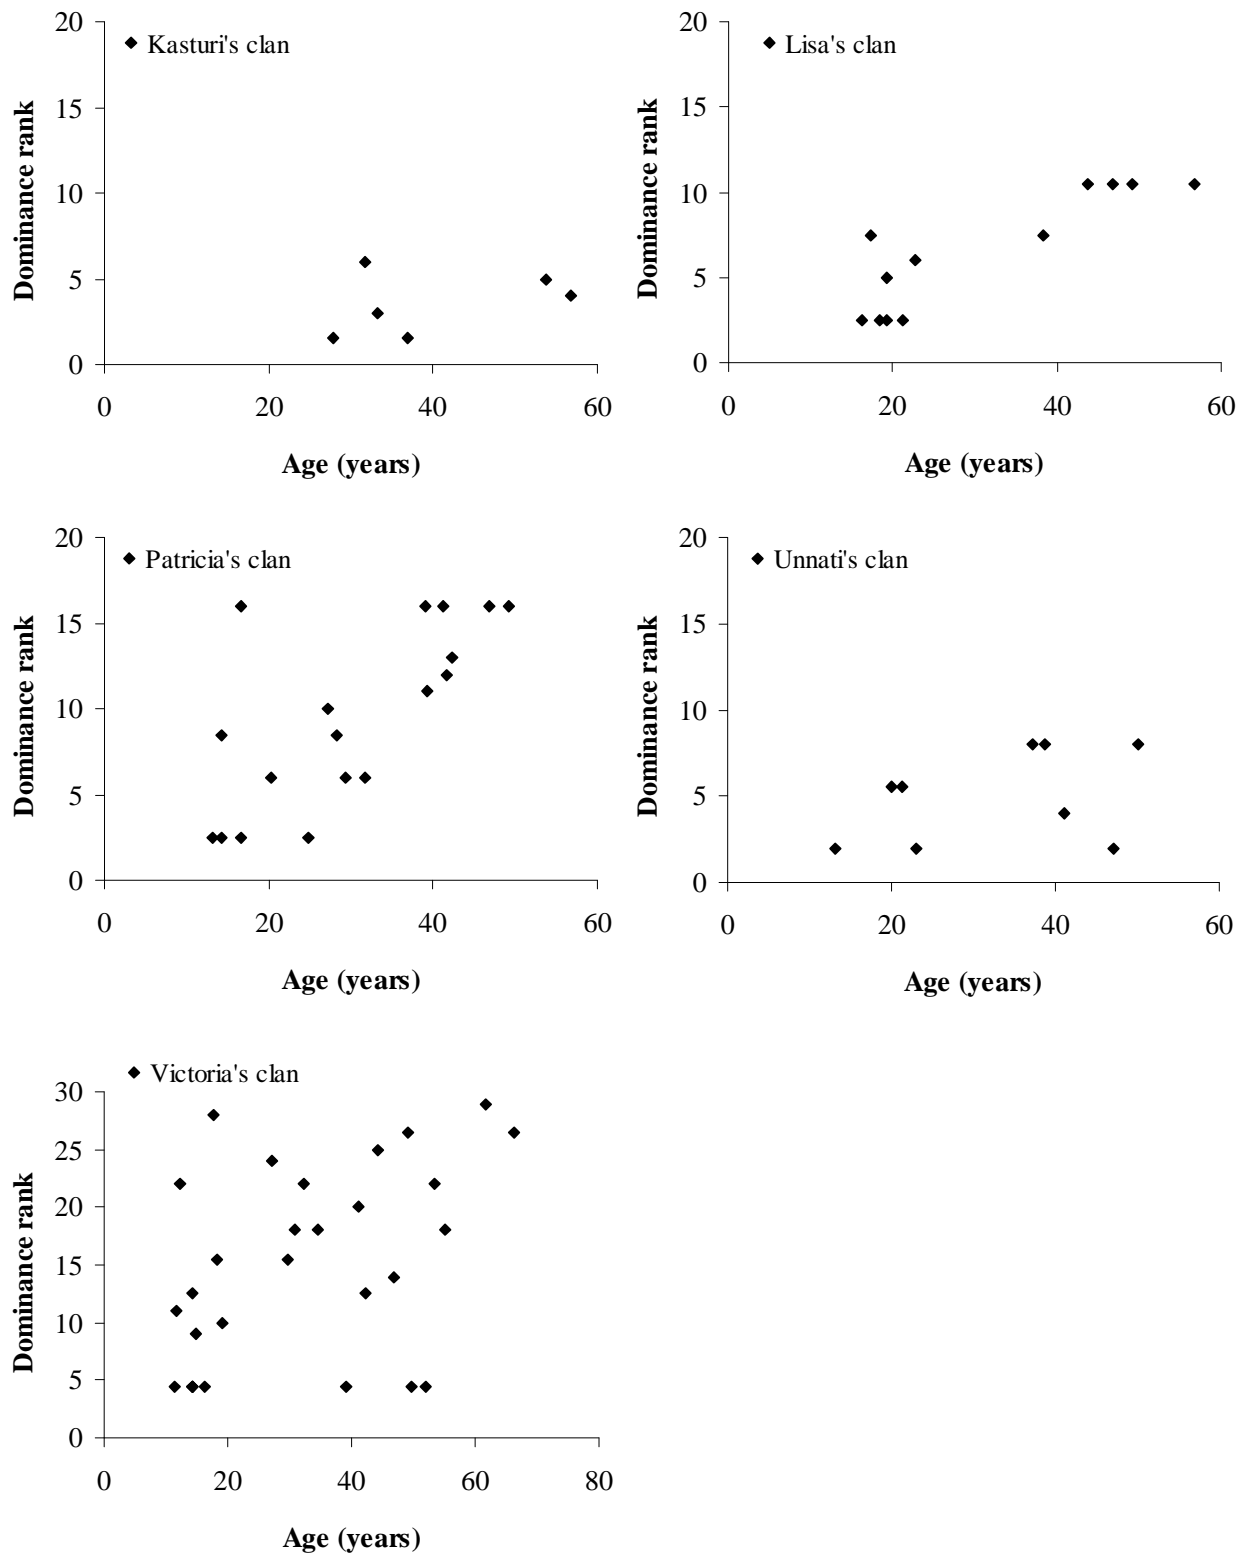 Kasturi's clan
Dominance rank
20
15
10
5
0
0 20 40 60
Age (years)
Lisa's clan
Dominance rank
20
15
10
5
0
0 20 40 60
Age (years)
Patricia's clan
Dominance rank
20
15
10
5
0
0 20 40 60
Age (years)
Unnati's clan
Dominance rank
20
15
10
5
0
0 20 40 60
Age (years)
Victoria's clan
Dominance rank
30
25
20
15
10
5
0
0 20 40 60 80
Age (years)